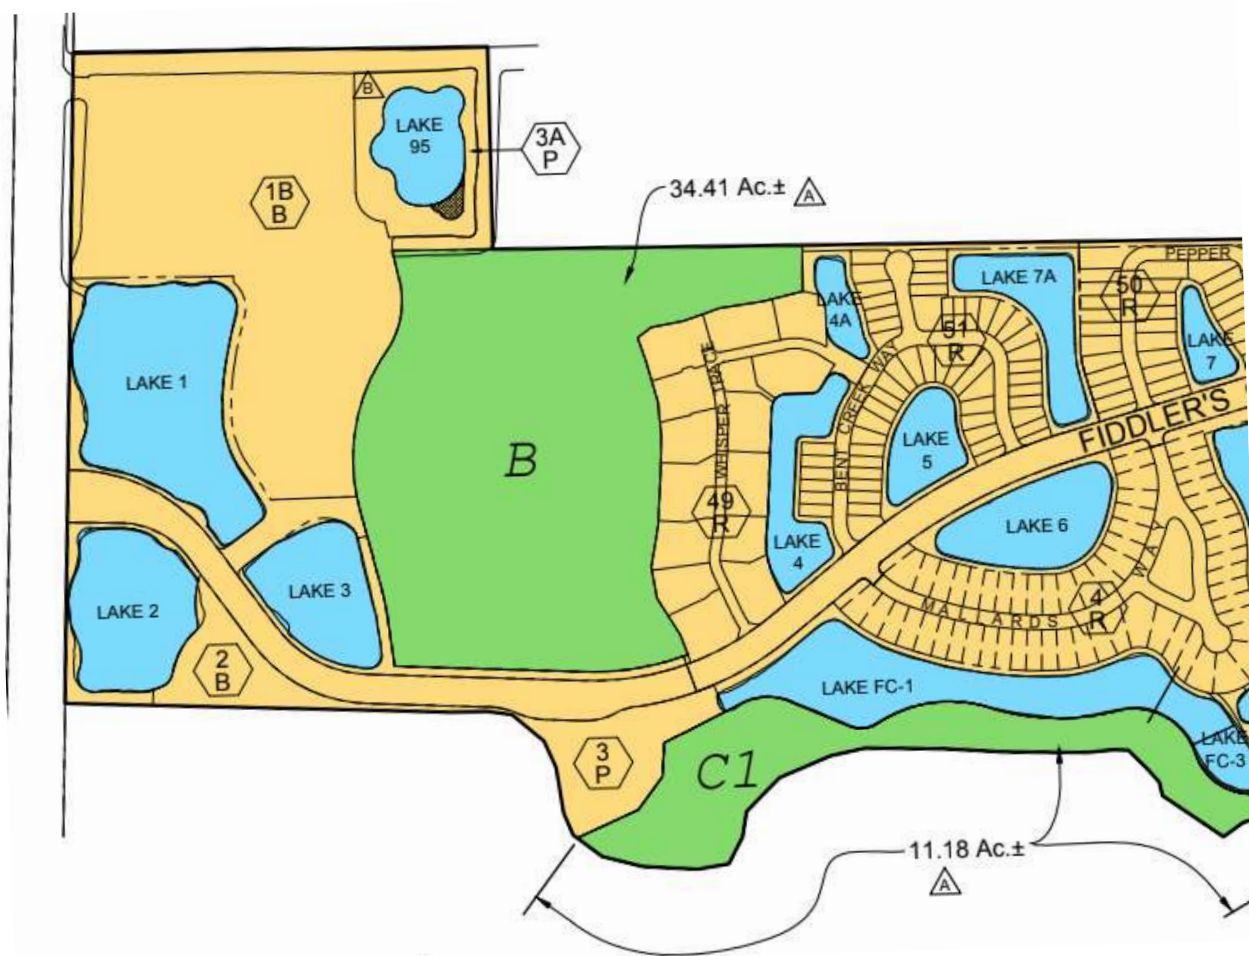 B
LAKE
95
3A
P
1B
B
34.41 Ac.±
A
LAKE 7A
PEPPER
50
R
LAKE
4A
51
R
LAKE
7
LAKE 1
WHISPER TRACE
BENT CREEK WAY
FIDDLER'S
B
LAKE
5
49
R
LAKE 6
LAKE
4
LAKE 3
LAKE 2
MALLARDS WAY
4
R
2
B
LAKE FC-1
LAKE
FC-3
3
P
C1
11.18 Ac.±
A